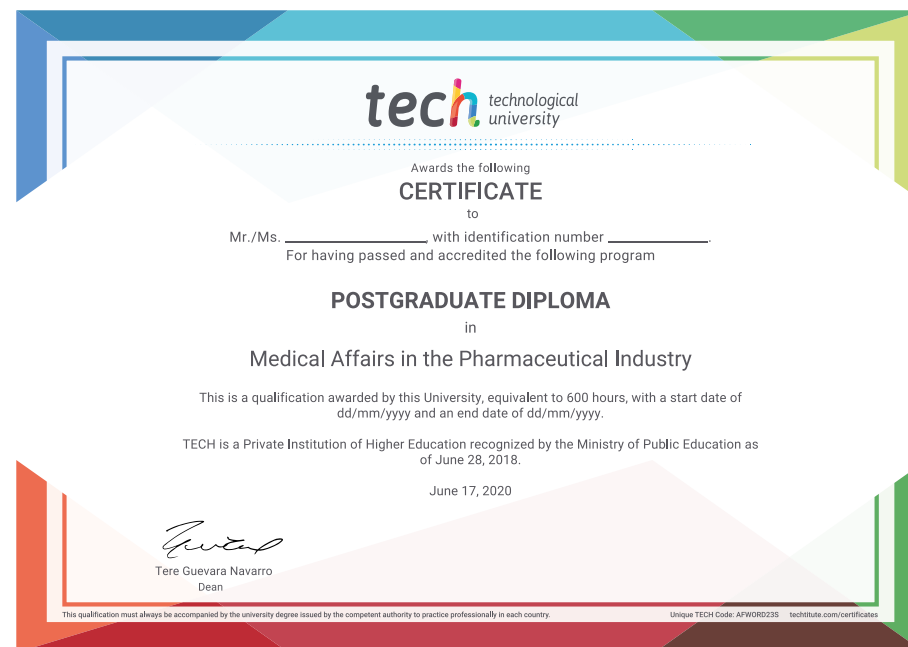 tech technological
university
Awards the following
CERTIFICATE
to
Mr./Ms. ____________, with identification number ____________.
For having passed and accredited the following program
POSTGRADUATE DIPLOMA
in
Medical Affairs in the Pharmaceutical Industry
This is a qualification awarded by this University, equivalent to 600 hours, with a start date of
dd/mm/yyyy and an end date of dd/mm/yyyy.
TECH is a Private Institution of Higher Education recognized by the Ministry of Public Education as
of June 28, 2018.
June 17, 2020
Tere Guevara Navarro
Dean
This qualification must always be accompanied by the university degree issued by the competent authority to practice professionally in each country. Unique TECH Code: AFWORD23S techtitute.com/certificates